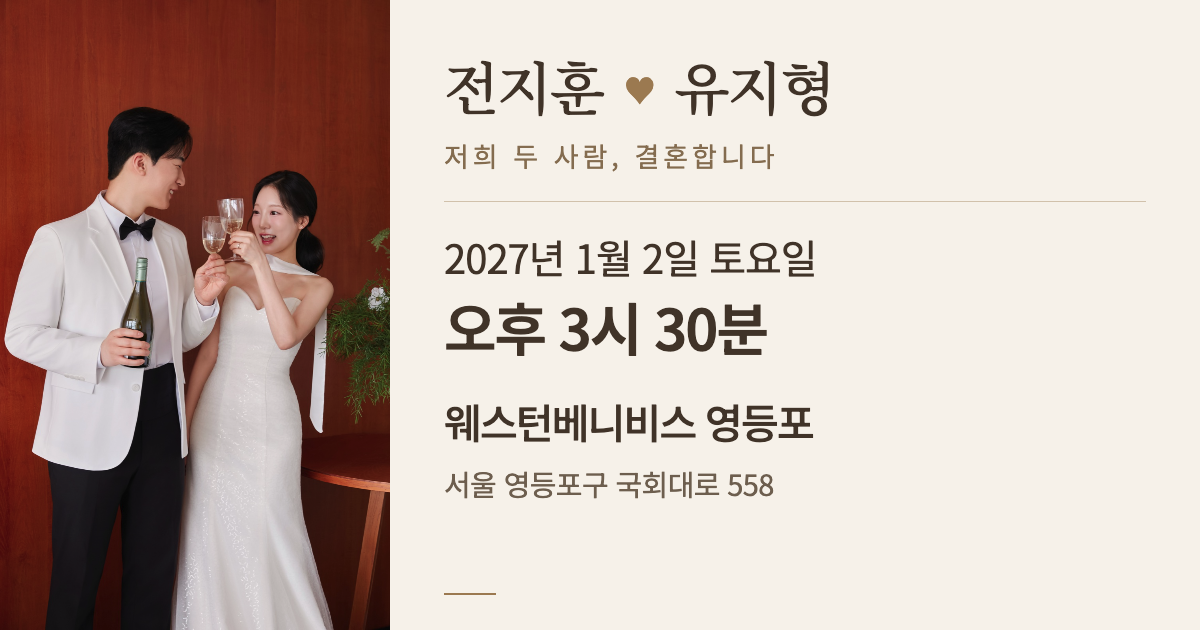 전지훈 ♥ 유지형
저희 두 사람, 결혼합니다
2027년 1월 2일 토요일
오후 3시 30분
웨스턴베니비스 영등포
서울 영등포구 국회대로 558